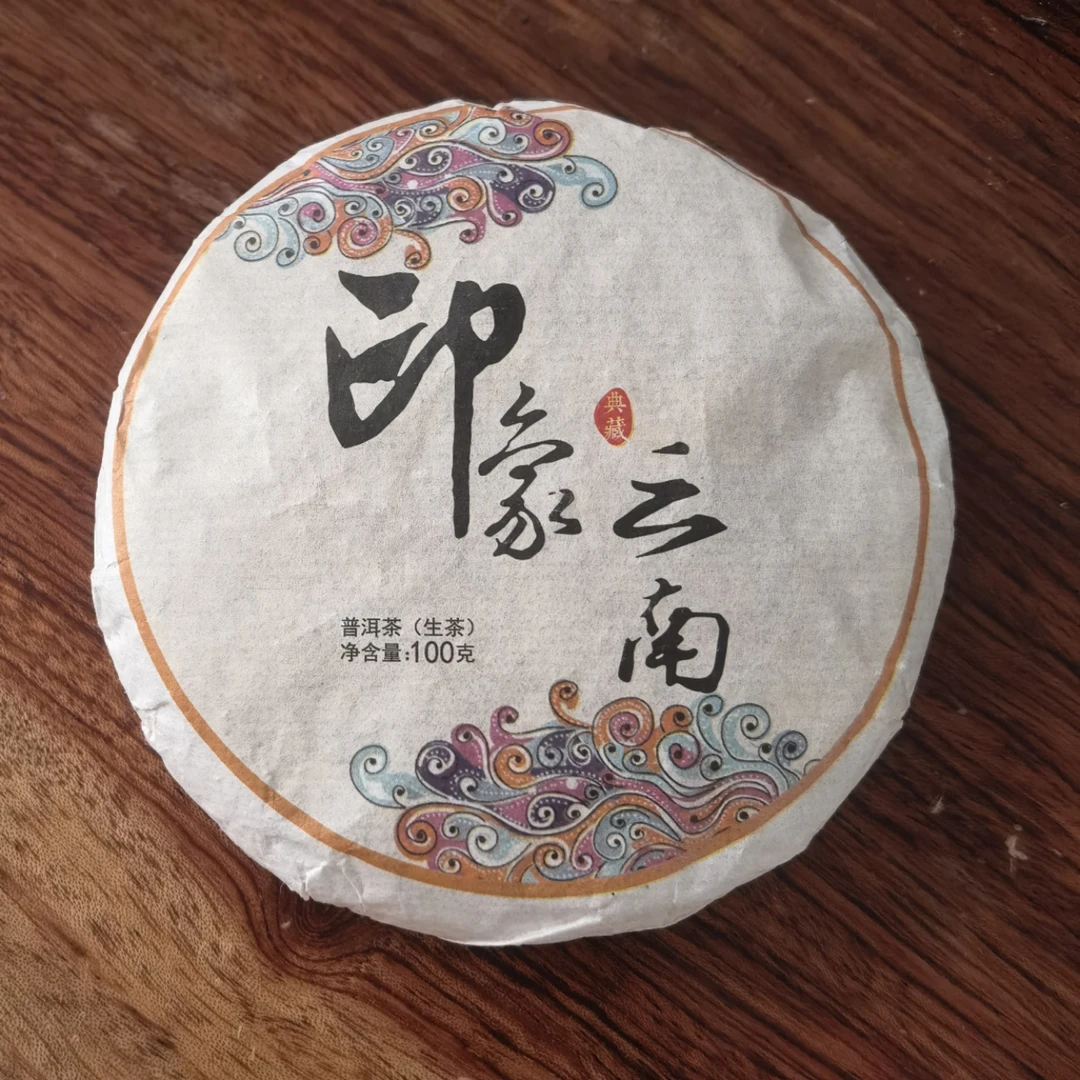 印象云南
典藏
普洱茶（生茶）
净含量:100克